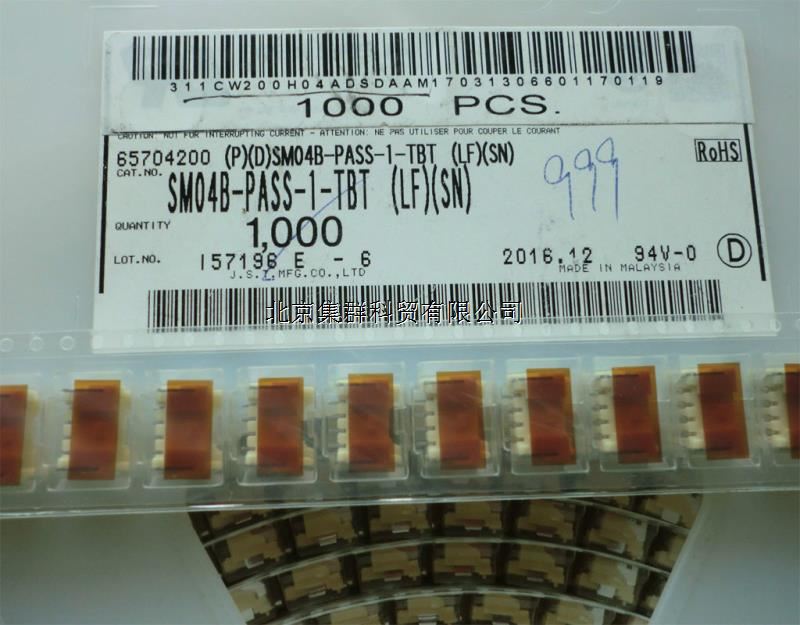 311CW200H04ADSDAAM17031306601170119
1000 PCS.
CAUTION: NOT FOR INTERRUPTING CURRENT - ATTENTION: NE PAS UTILISER POUR COUPER LE COURANT
65704200 (P)(D)SM04B-PASS-1-TBT (LF)(SN)
RoHS
CAT.NO. SM04B-PASS-1-TBT (LF)(SN)
999
QUANTITY 1,000
LOT.NO. I57196 E - 6 2016.12 94V-0 D
J.S.T.MFG.CO.,LTD MADE IN MALAYSIA
北京集群科贸有限公司